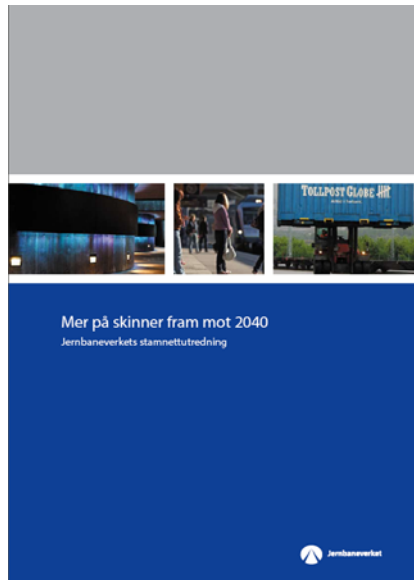 TOLLPOST GLOBE
Mer på skinner fram mot 2040
Jernbaneverkets stamnettutredning
Jernbaneverket